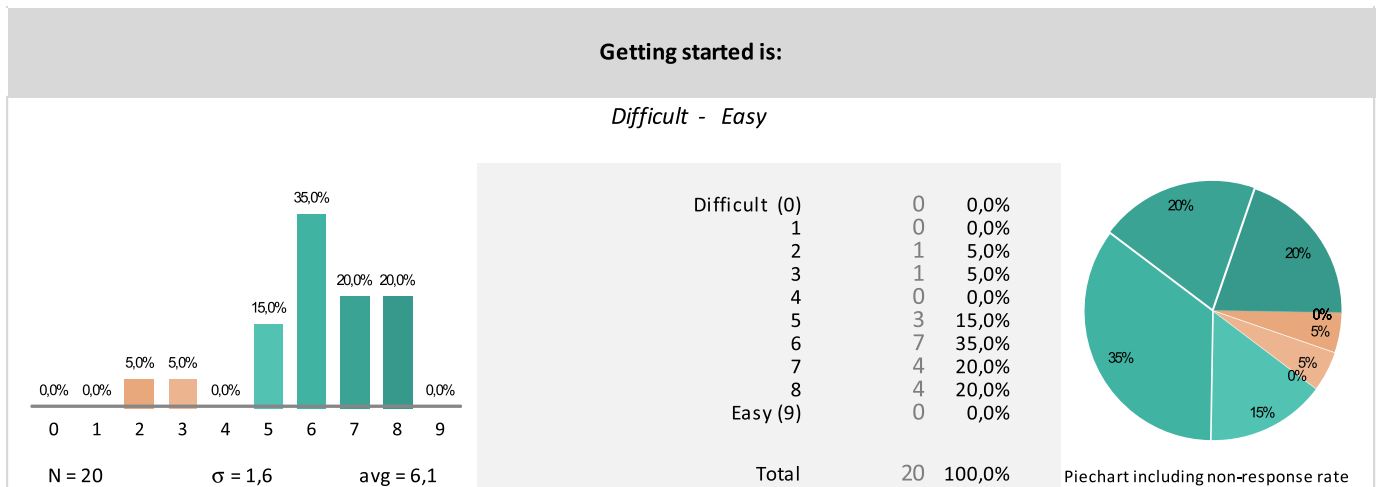 Getting started is:
Difficult - Easy
35,0%
20,0% 20,0%
15,0%
5,0% 5,0%
0,0% 0,0% 0,0% 0,0%
0 1 2 3 4 5 6 7 8 9
N = 20 σ = 1,6 avg = 6,1
Difficult (0) 0 0,0%
1 0 0,0%
2 1 5,0%
3 1 5,0%
4 0 0,0%
5 3 15,0%
6 7 35,0%
7 4 20,0%
8 4 20,0%
Easy (9) 0 0,0%
Total 20 100,0%
20%
20%
0%
5%
35%
5%
0%
15%
Piechart including non-response rate